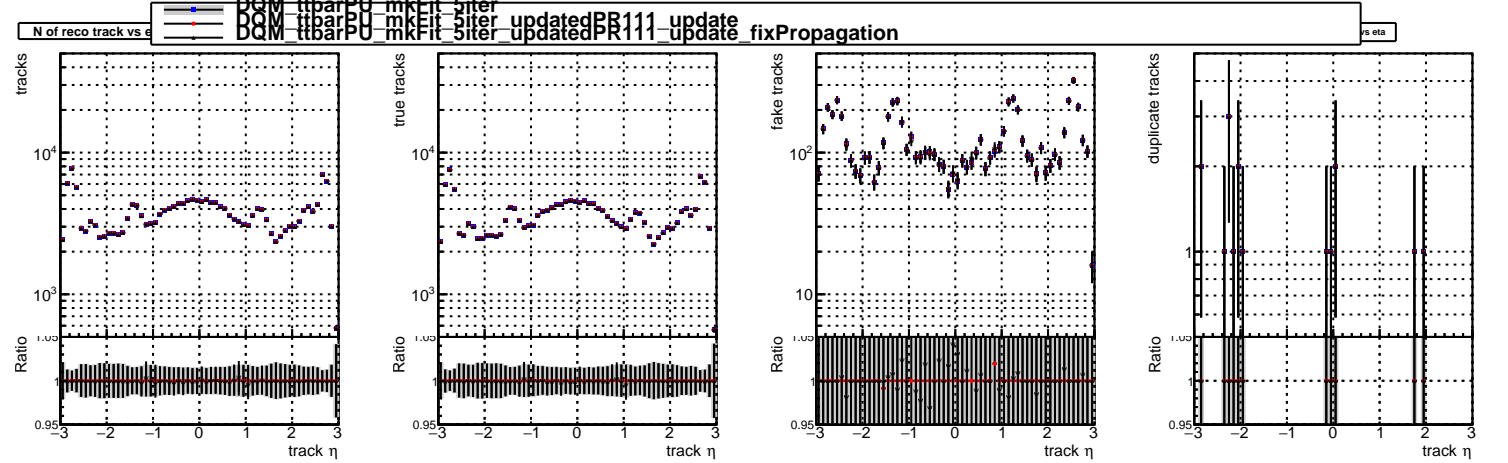 DQM_ttbarPU_mkFit_5iter
DQM_ttbarPU_mkFit_5iter_updatedPR111_update
DQM_ttbarPU_mkFit_5iter_updatedPR111_update_fixPropagation
N of reco track vs e
vs eta
tracks
10⁴
10³
Ratio
1.05
1
0.95
−3 −2 −1 0 1 2 3
track η
true tracks
10⁴
10³
Ratio
1.05
1
0.95
−3 −2 −1 0 1 2 3
track η
fake tracks
10²
10
Ratio
1.05
1
0.95
−3 −2 −1 0 1 2 3
track η
duplicate tracks
1
Ratio
1.05
1
0.95
−3 −2 −1 0 1 2 3
track η